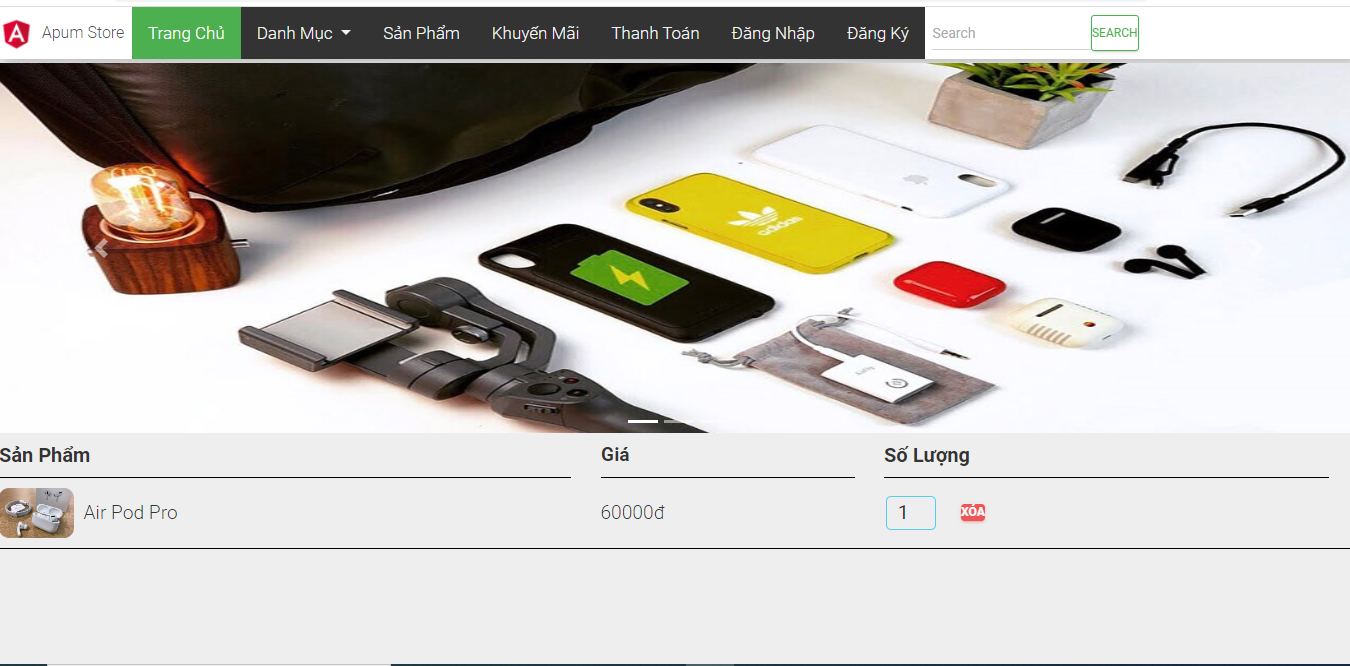 Apum Store Trang Chủ Danh Mục Sản Phẩm Khuyến Mãi Thanh Toán Đăng Nhập Đăng Ký Search SEARCH
adidas
Sản Phẩm Giá Số Lượng
Air Pod Pro 60000đ 1 XÓA